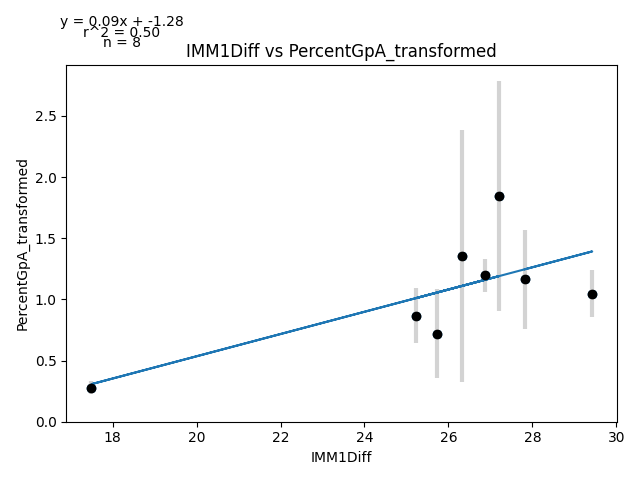 y = 0.09x + -1.28
r^2 = 0.50
n = 8
IMM1Diff vs PercentGpA_transformed
PercentGpA_transformed
2.5
2.0
1.5
1.0
0.5
0.0
18
20
22
24
26
28
30
IMM1Diff